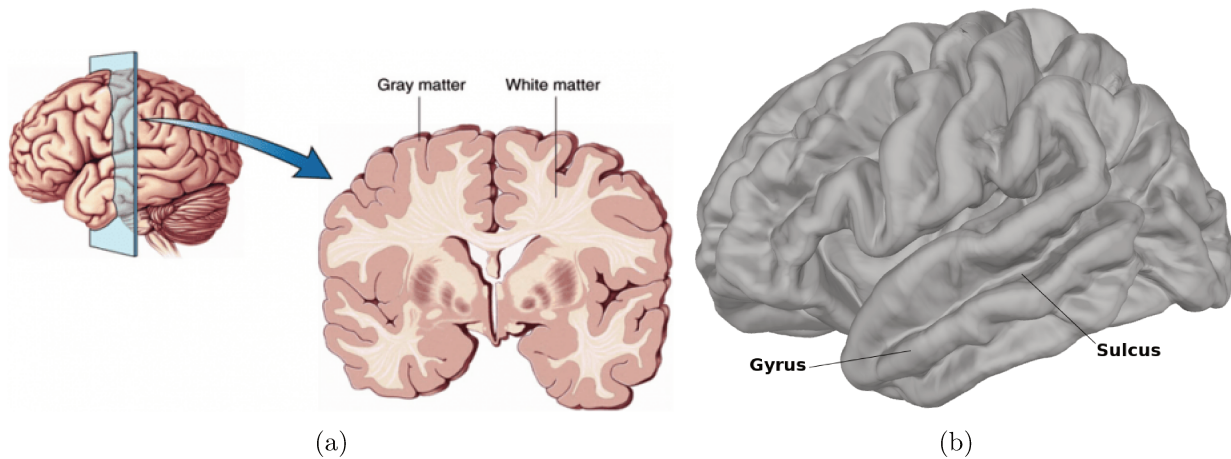 Gray matter
White matter
Gyrus
Sulcus
(a)
(b)